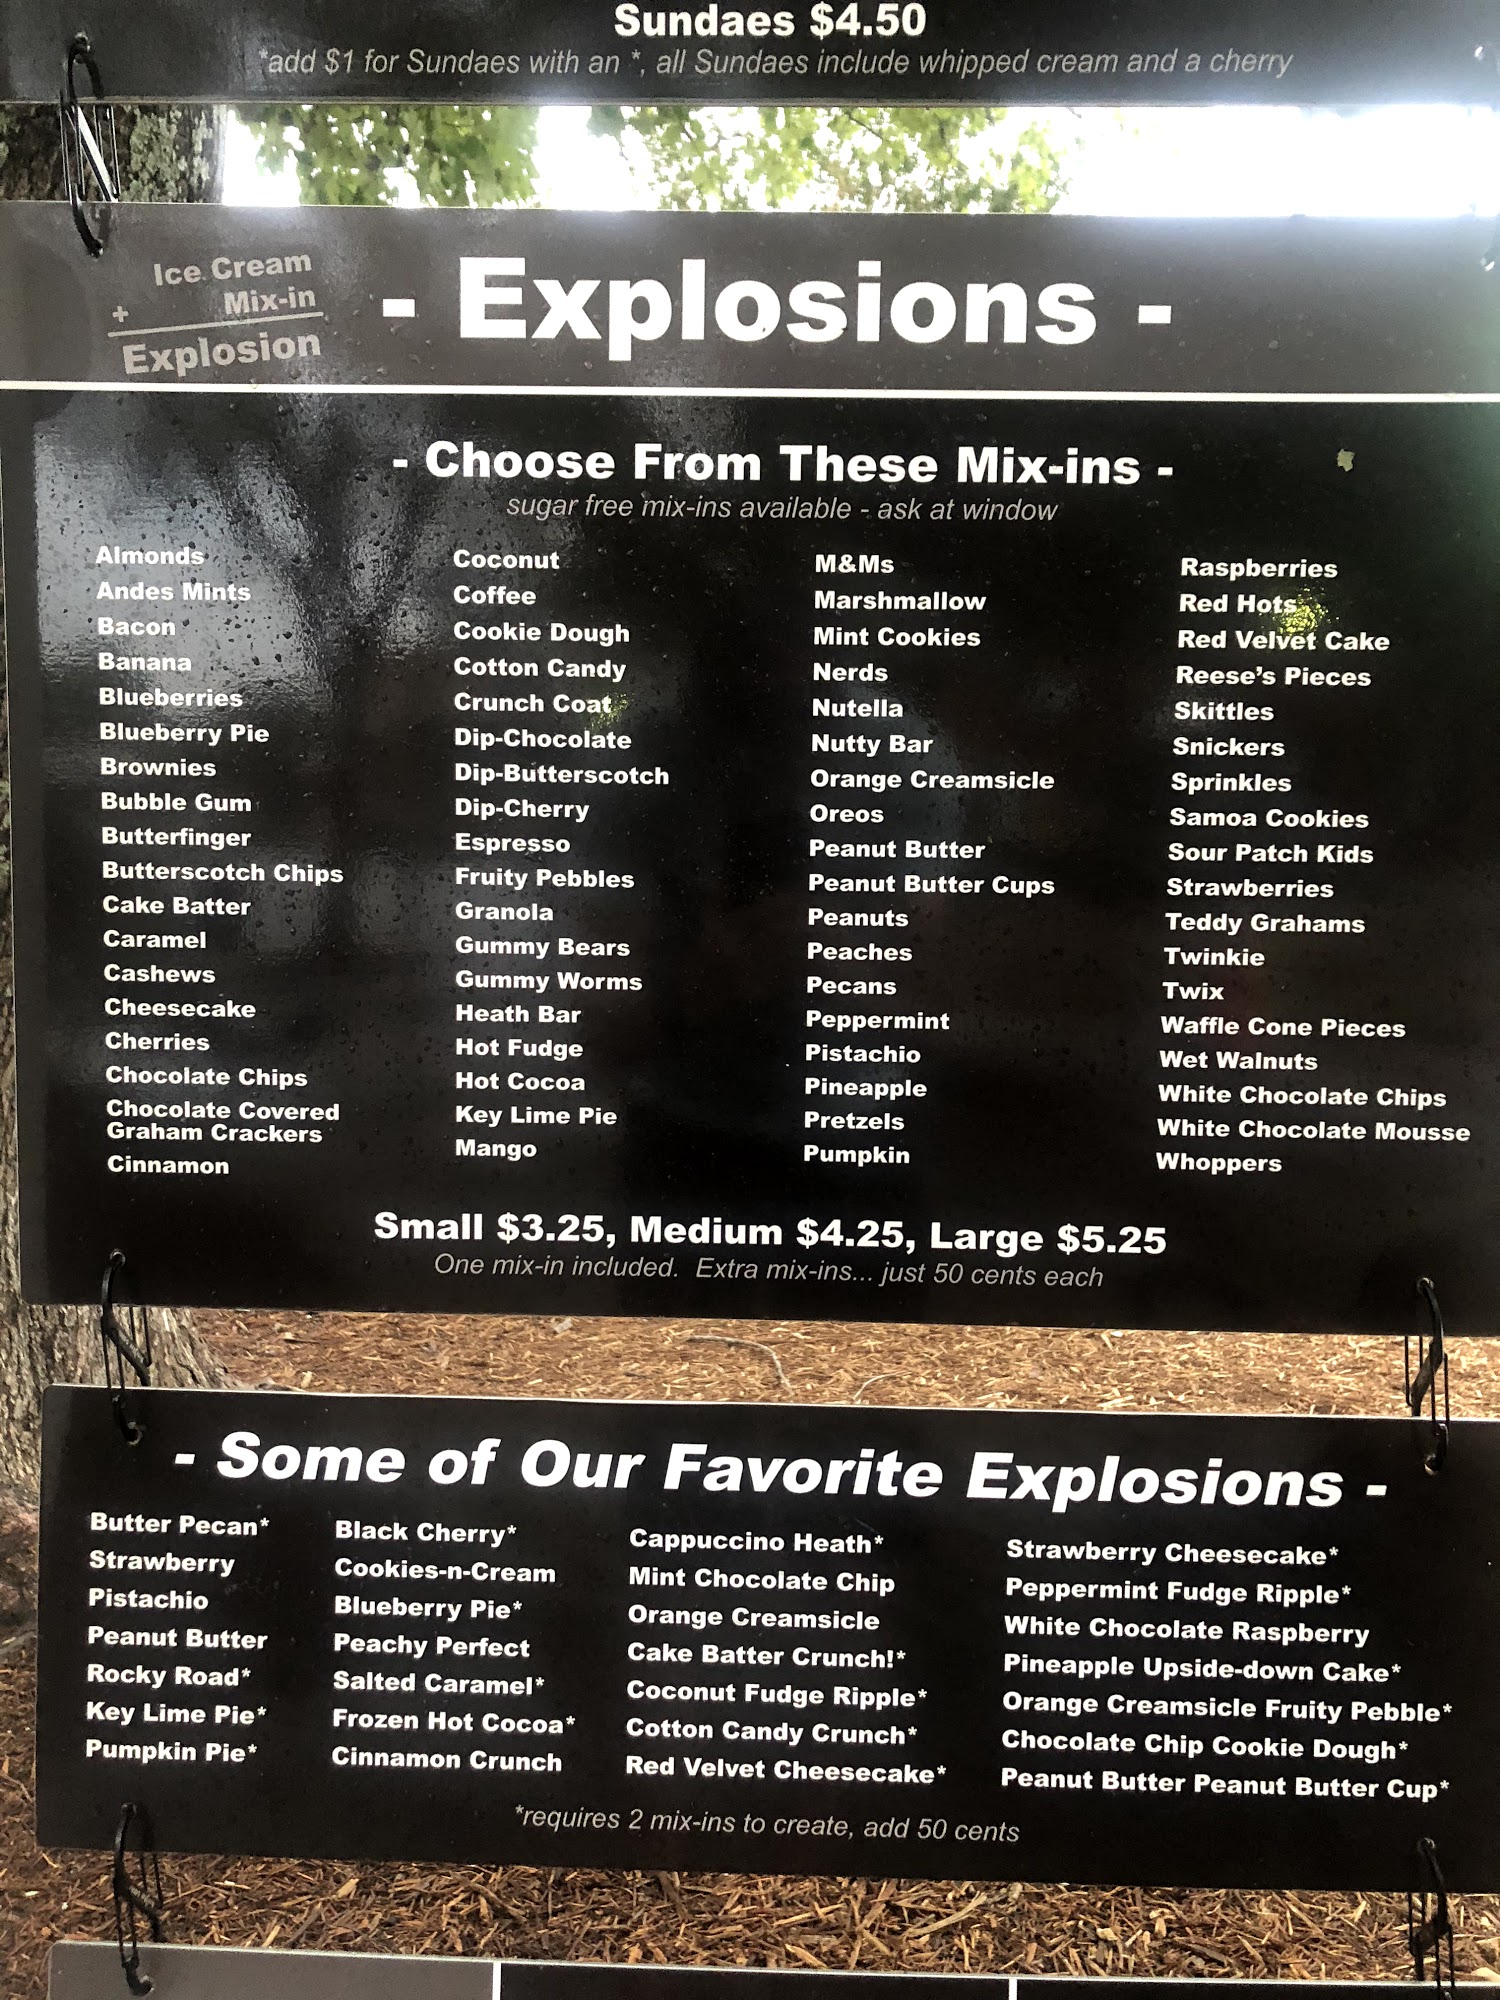 Sundaes $4.50
*add $1 for Sundaes with an *, all Sundaes include whipped cream and a cherry
Ice Cream
+ Mix-in
Explosion
- Explosions -
- Choose From These Mix-ins -
sugar free mix-ins available - ask at window
Almonds
Andes Mints
Bacon
Banana
Blueberries
Blueberry Pie
Brownies
Bubble Gum
Butterfinger
Butterscotch Chips
Cake Batter
Caramel
Cashews
Cheesecake
Cherries
Chocolate Chips
Chocolate Covered
Graham Crackers
Cinnamon
Coconut
Coffee
Cookie Dough
Cotton Candy
Crunch Coat
Dip-Chocolate
Dip-Butterscotch
Dip-Cherry
Espresso
Fruity Pebbles
Granola
Gummy Bears
Gummy Worms
Heath Bar
Hot Fudge
Hot Cocoa
Key Lime Pie
Mango
M&Ms
Marshmallow
Mint Cookies
Nerds
Nutella
Nutty Bar
Orange Creamsicle
Oreos
Peanut Butter
Peanut Butter Cups
Peanuts
Peaches
Pecans
Peppermint
Pistachio
Pineapple
Pretzels
Pumpkin
Raspberries
Red Hots
Red Velvet Cake
Reese's Pieces
Skittles
Snickers
Sprinkles
Samoa Cookies
Sour Patch Kids
Strawberries
Teddy Grahams
Twinkie
Twix
Waffle Cone Pieces
Wet Walnuts
White Chocolate Chips
White Chocolate Mousse
Whoppers
Small $3.25, Medium $4.25, Large $5.25
One mix-in included. Extra mix-ins... just 50 cents each
- Some of Our Favorite Explosions -
Butter Pecan*
Strawberry
Pistachio
Peanut Butter
Rocky Road*
Key Lime Pie*
Pumpkin Pie*
Black Cherry*
Cookies-n-Cream
Blueberry Pie*
Peachy Perfect
Salted Caramel*
Frozen Hot Cocoa*
Cinnamon Crunch
Cappuccino Heath*
Mint Chocolate Chip
Orange Creamsicle
Cake Batter Crunch!*
Coconut Fudge Ripple*
Cotton Candy Crunch*
Red Velvet Cheesecake*
Strawberry Cheesecake*
Peppermint Fudge Ripple*
White Chocolate Raspberry
Pineapple Upside-down Cake*
Orange Creamsicle Fruity Pebble*
Chocolate Chip Cookie Dough*
Peanut Butter Peanut Butter Cup*
*requires 2 mix-ins to create, add 50 cents